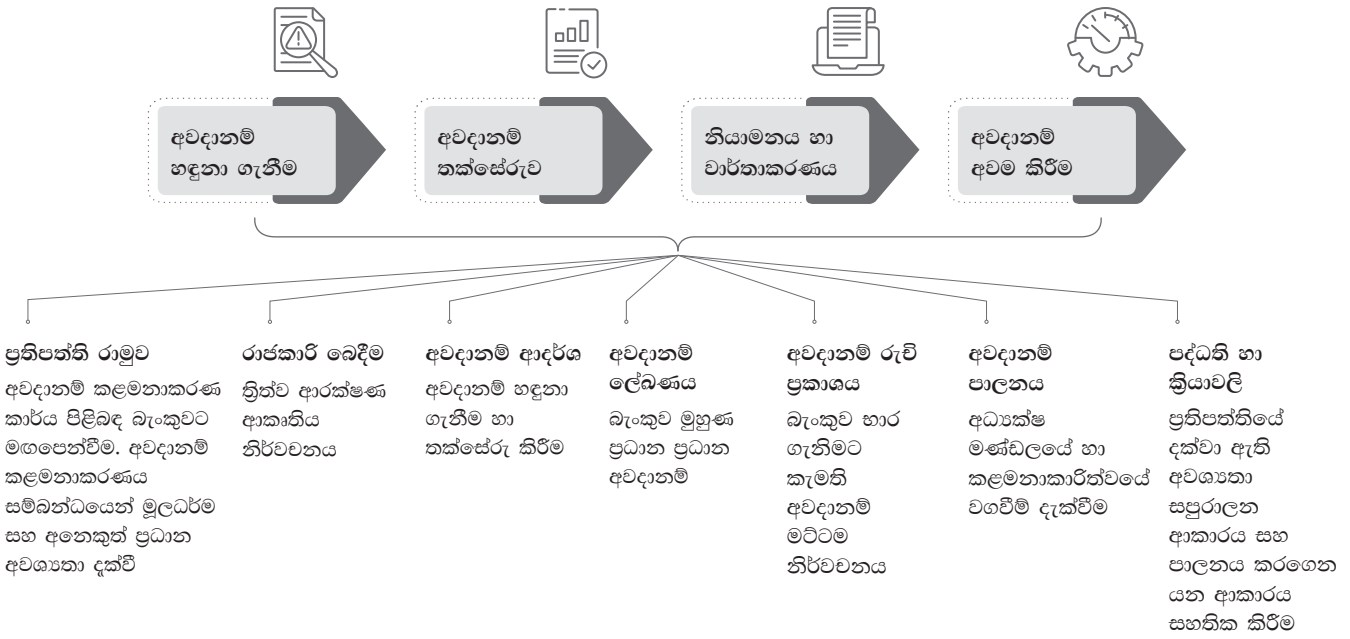 අවදානම්
හඳුනා ගැනීම
අවදානම්
තක්සේරුව
නියාමනය හා
වාර්තාකරණය
අවදානම්
අවම කිරීම
ප්‍රතිපත්ති රාමුව
අවදානම් කළමනාකරණ
කාර්ය පිළිබඳ බැංකුවට
මඟපෙන්වීම. අවදානම්
කළමනාකරණය
සම්බන්ධයෙන් මූලධර්ම
සහ අනෙකුත් ප්‍රධාන
අවශ්‍යතා දැක්වී
රාජකාරි බෙදීම
ත්‍රිත්ව ආරක්ෂණ
ආකෘතිය
නිර්වචනය
අවදානම් ආදර්ශ
අවදානම් හඳුනා
ගැනීම හා
තක්සේරු කිරීම
අවදානම්
ලේඛණය
බැංකුව මුහුණ
ප්‍රධාන ප්‍රධාන
අවදානම්
අවදානම් රුචි
ප්‍රකාශය
බැංකුව භාර
ගැනිමට
කැමති
අවදානම්
මට්ටම
නිර්වචනය
අවදානම්
පාලනය
අධ්‍යක්ෂ
මණ්ඩලයේ හා
කළමනාකාරිත්වයේ
වගවීම් දැක්වීම
පද්ධති හා
ක්‍රියාවලි
ප්‍රතිපත්තියේ
දක්වා ඇති
අවශ්‍යතා
සපුරාලන
ආකාරය සහ
පාලනය කරගෙන
යන ආකාරය
සහතික කිරීම